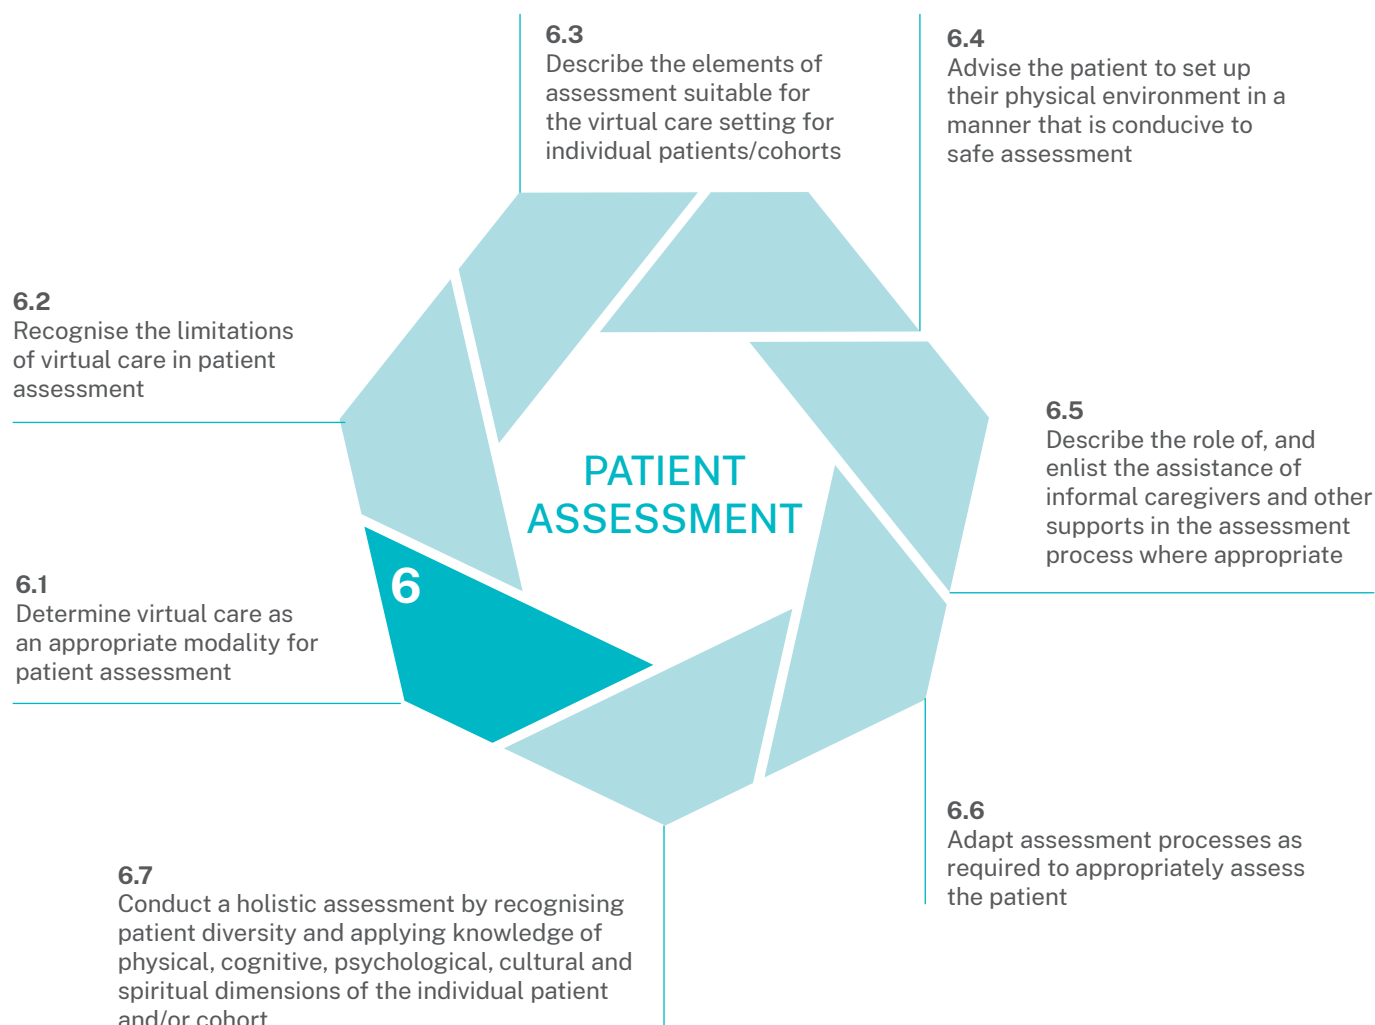 6.3
Describe the elements of
assessment suitable for
the virtual care setting for
individual patients/cohorts
6.4
Advise the patient to set up
their physical environment in a
manner that is conducive to
safe assessment
6.2
Recognise the limitations
of virtual care in patient
assessment
6.5
Describe the role of, and
enlist the assistance of
informal caregivers and other
supports in the assessment
process where appropriate
PATIENT
ASSESSMENT
6.1
Determine virtual care as
an appropriate modality for
patient assessment
6
6.6
Adapt assessment processes as
required to appropriately assess
the patient
6.7
Conduct a holistic assessment by recognising
patient diversity and applying knowledge of
physical, cognitive, psychological, cultural and
spiritual dimensions of the individual patient
and/or cohort